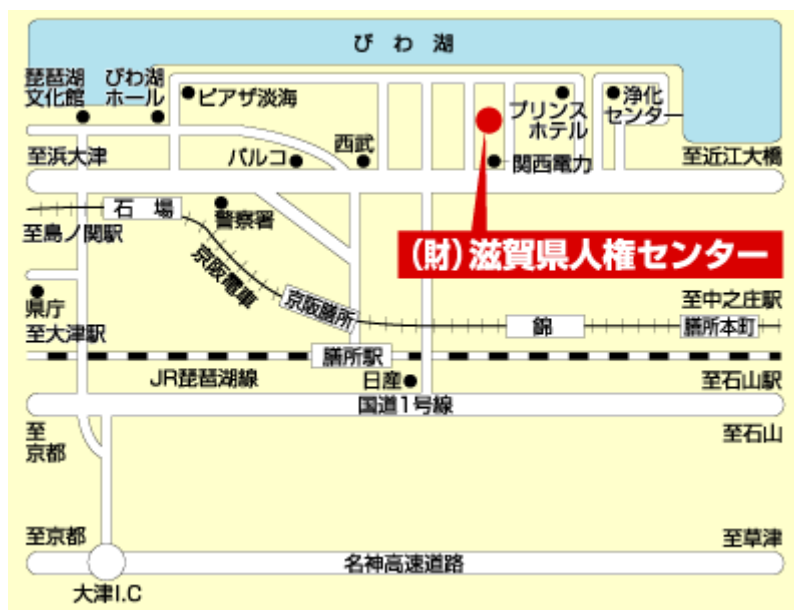 びわ湖
琵琶湖
文化館
びわ湖
ホール
ピアザ淡海
プリンス
ホテル
浄化
センター
至浜大津
パルコ
西武
関西電力
至近江大橋
石場
警察署
至島ノ関駅
(財)滋賀県人権センター
京阪電車
県庁
京阪膳所
至中之庄駅
至大津駅
錦
膳所本町
膳所駅
JR琵琶湖線
日産
至石山駅
国道1号線
至
京都
至石山
至京都
至草津
名神高速道路
大津I.C